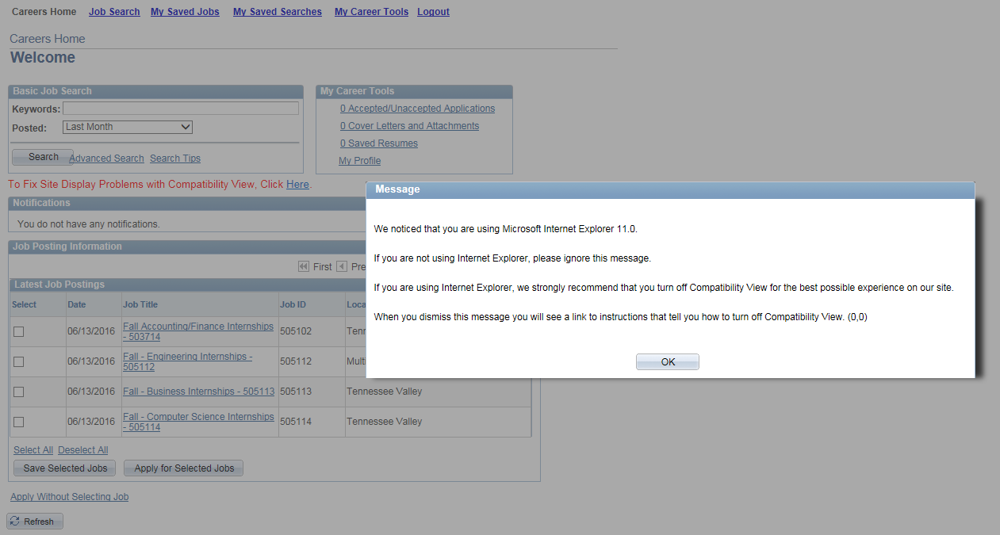 Careers Home Job Search My Saved Jobs My Saved Searches My Career Tools Logout
Careers Home
Welcome
Basic Job Search
Keywords:
Posted: Last Month
Search Advanced Search Search Tips
My Career Tools
0 Accepted/Unaccepted Applications
0 Cover Letters and Attachments
0 Saved Resumes
My Profile
To Fix Site Display Problems with Compatibility View, Click Here.
Notifications
You do not have any notifications.
Message
We noticed that you are using Microsoft Internet Explorer 11.0.
If you are not using Internet Explorer, please ignore this message.
If you are using Internet Explorer, we strongly recommend that you turn off Compatibility View for the best possible experience on our site.
When you dismiss this message you will see a link to instructions that tell you how to turn off Compatibility View. (0,0)
OK
Job Posting Information
First Pre
Latest Job Postings
Select Date Job Title Job ID Loca
06/13/2016 Fall Accounting/Finance Internships 505102 Tenn
- 503714
06/13/2016 Fall - Engineering Internships - 505112 Multi
505112
06/13/2016 Fall - Business Internships - 505113 505113 Tennessee Valley
06/13/2016 Fall - Computer Science Internships 505114 Tennessee Valley
- 505114
Select All Deselect All
Save Selected Jobs Apply for Selected Jobs
Apply Without Selecting Job
Refresh